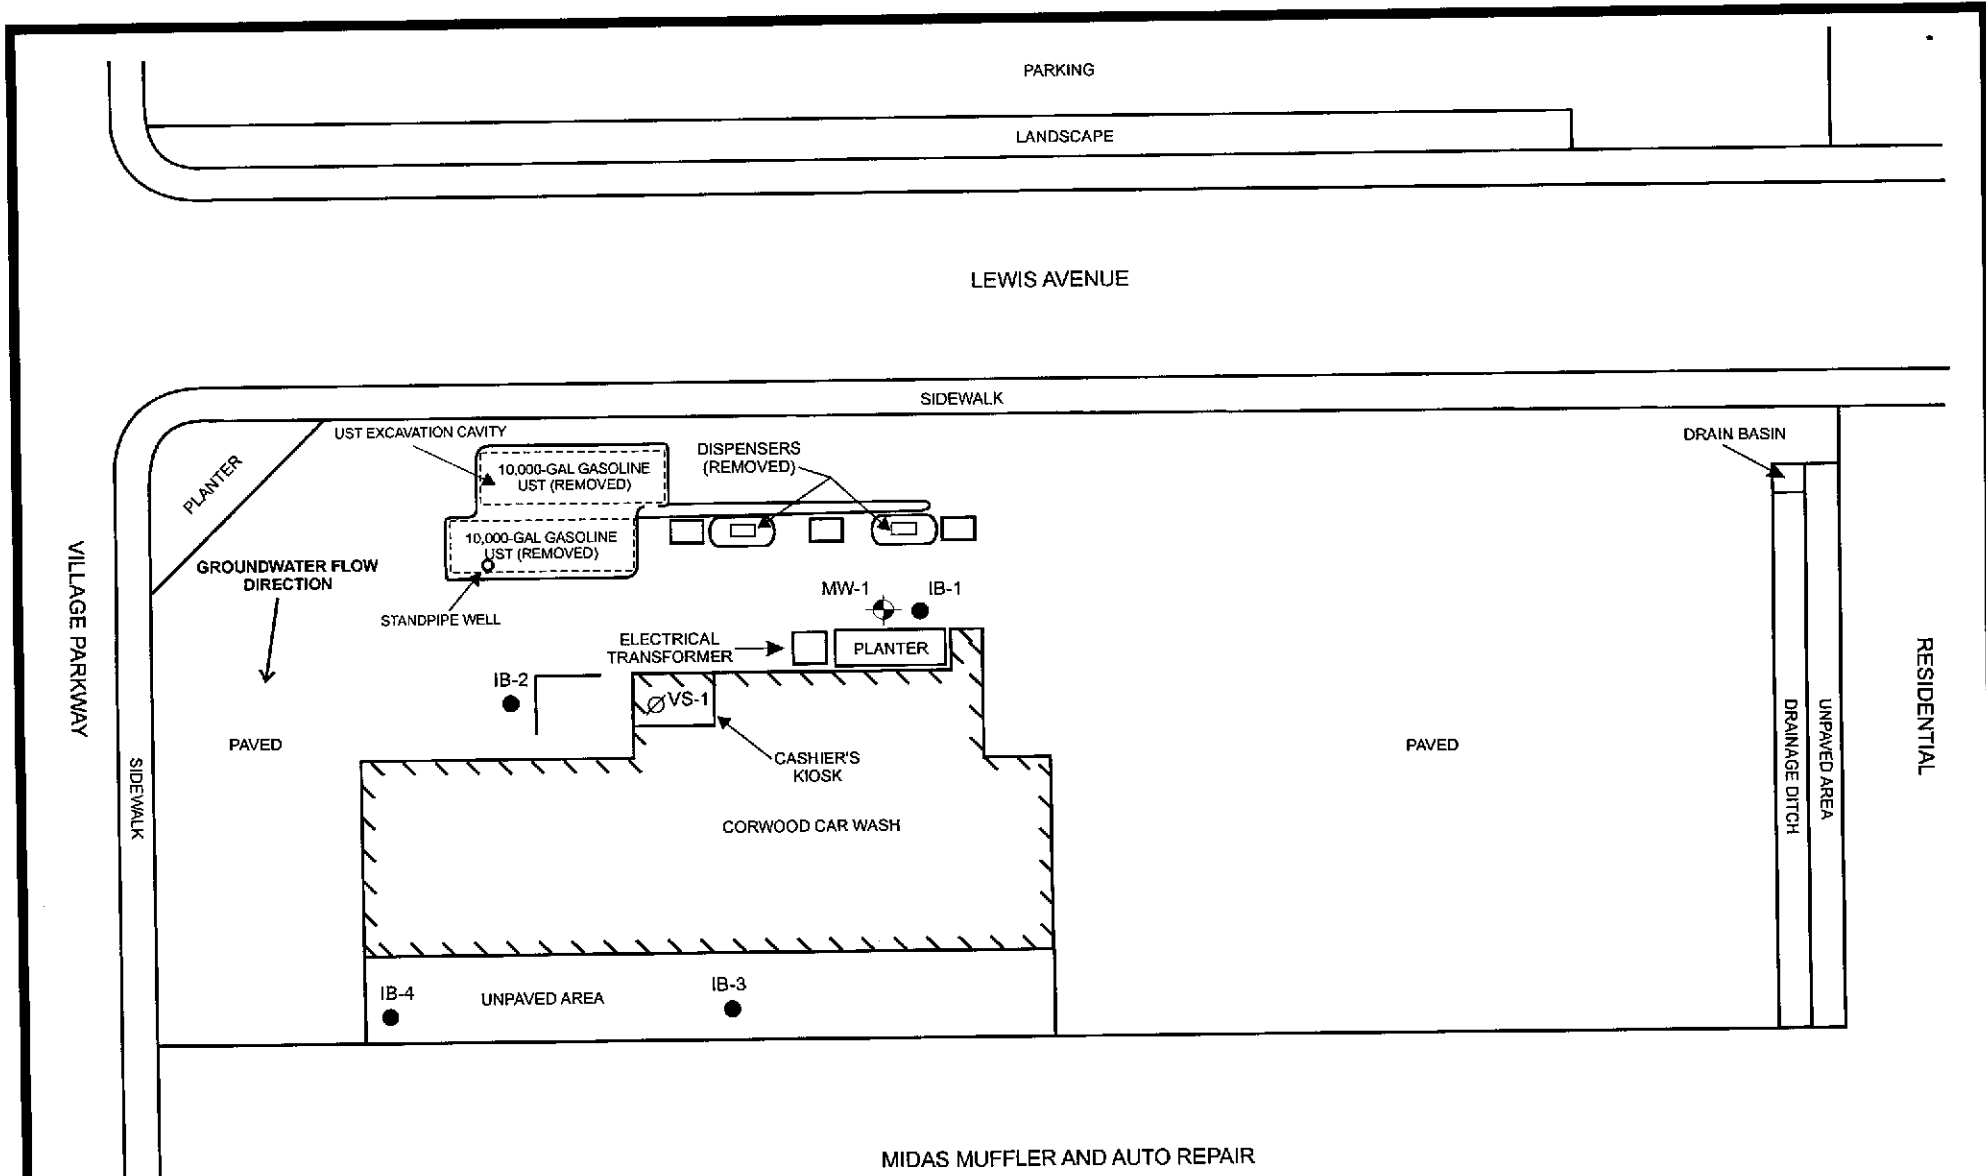 PARKING
LANDSCAPE
LEWIS AVENUE
SIDEWALK
UST EXCAVATION CAVITY
DISPENSERS
(REMOVED)
DRAIN BASIN
PLANTER
10,000-GAL GASOLINE
UST (REMOVED)
10,000-GAL GASOLINE
UST (REMOVED)
GROUNDWATER FLOW
DIRECTION
STANDPIPE WELL
MW-1
IB-1
ELECTRICAL
TRANSFORMER
PLANTER
IB-2
VS-1
CASHIER'S
KIOSK
PAVED
PAVED
VILLAGE PARKWAY
SIDEWALK
DRAINAGE DITCH
UNPAVED AREA
RESIDENTIAL
CORWOOD CAR WASH
IB-4
UNPAVED AREA
IB-3
MIDAS MUFFLER AND AUTO REPAIR